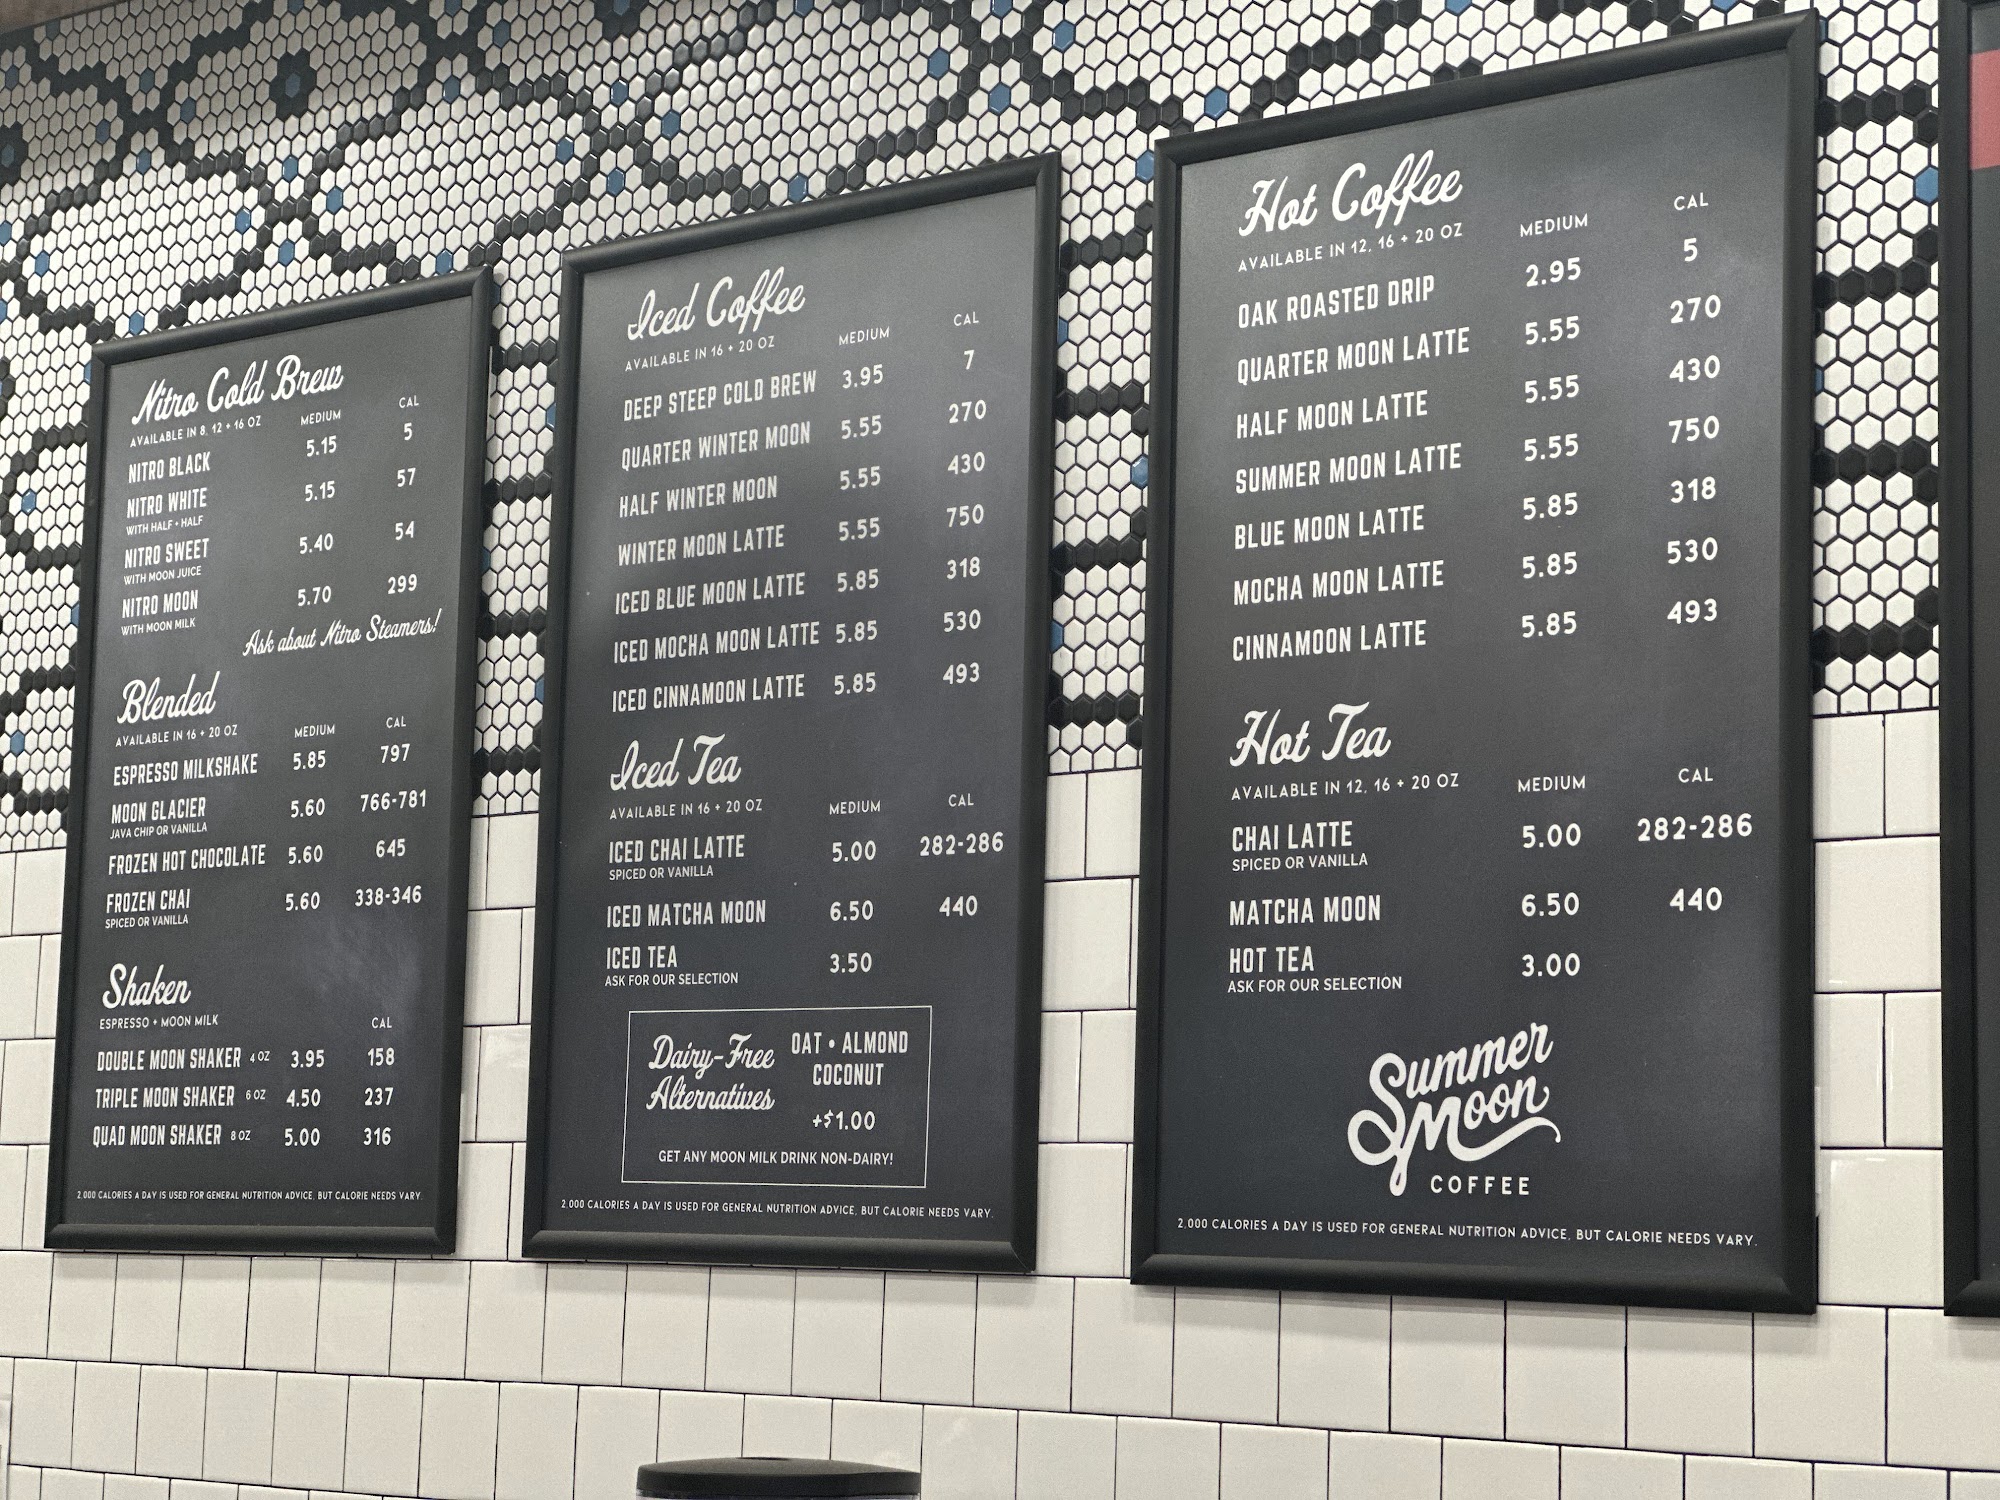 Nitro Cold Brew
AVAILABLE IN 8, 12 + 16 OZ MEDIUM CAL
NITRO BLACK 5.15 5
NITRO WHITE 5.15 57
WITH HALF + HALF
NITRO SWEET 5.40 54
WITH MOON JUICE
NITRO MOON 5.70 299
WITH MOON MILK
Ask about Nitro Steamers!
Blended
AVAILABLE IN 16 + 20 OZ MEDIUM CAL
ESPRESSO MILKSHAKE 5.85 797
MOON GLACIER 5.60 766-781
JAVA CHIP OR VANILLA
FROZEN HOT CHOCOLATE 5.60 645
FROZEN CHAI 5.60 338-346
SPICED OR VANILLA
Shaken
ESPRESSO + MOON MILK CAL
DOUBLE MOON SHAKER 4 OZ 3.95 158
TRIPLE MOON SHAKER 6 OZ 4.50 237
QUAD MOON SHAKER 8 OZ 5.00 316
2,000 CALORIES A DAY IS USED FOR GENERAL NUTRITION ADVICE, BUT CALORIE NEEDS VARY.
Iced Coffee
AVAILABLE IN 16 + 20 OZ MEDIUM CAL
DEEP STEEP COLD BREW 3.95 7
QUARTER WINTER MOON 5.55 270
HALF WINTER MOON 5.55 430
WINTER MOON LATTE 5.55 750
ICED BLUE MOON LATTE 5.85 318
ICED MOCHA MOON LATTE 5.85 530
ICED CINNAMOON LATTE 5.85 493
Iced Tea
AVAILABLE IN 16 + 20 OZ MEDIUM CAL
ICED CHAI LATTE 5.00 282-286
SPICED OR VANILLA
ICED MATCHA MOON 6.50 440
ICED TEA 3.50
ASK FOR OUR SELECTION
Dairy-Free OAT • ALMOND
Alternatives COCONUT
+$1.00
GET ANY MOON MILK DRINK NON-DAIRY!
2,000 CALORIES A DAY IS USED FOR GENERAL NUTRITION ADVICE, BUT CALORIE NEEDS VARY.
Hot Coffee
AVAILABLE IN 12, 16 + 20 OZ MEDIUM CAL
OAK ROASTED DRIP 2.95 5
QUARTER MOON LATTE 5.55 270
HALF MOON LATTE 5.55 430
SUMMER MOON LATTE 5.55 750
BLUE MOON LATTE 5.85 318
MOCHA MOON LATTE 5.85 530
CINNAMOON LATTE 5.85 493
Hot Tea
AVAILABLE IN 12, 16 + 20 OZ MEDIUM CAL
CHAI LATTE 5.00 282-286
SPICED OR VANILLA
MATCHA MOON 6.50 440
HOT TEA 3.00
ASK FOR OUR SELECTION
Summer
Moon
COFFEE
2,000 CALORIES A DAY IS USED FOR GENERAL NUTRITION ADVICE, BUT CALORIE NEEDS VARY.